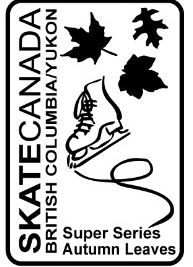 SKATECANADA
BRITISH COLUMBIA/YUKON
Super Series
Autumn Leaves